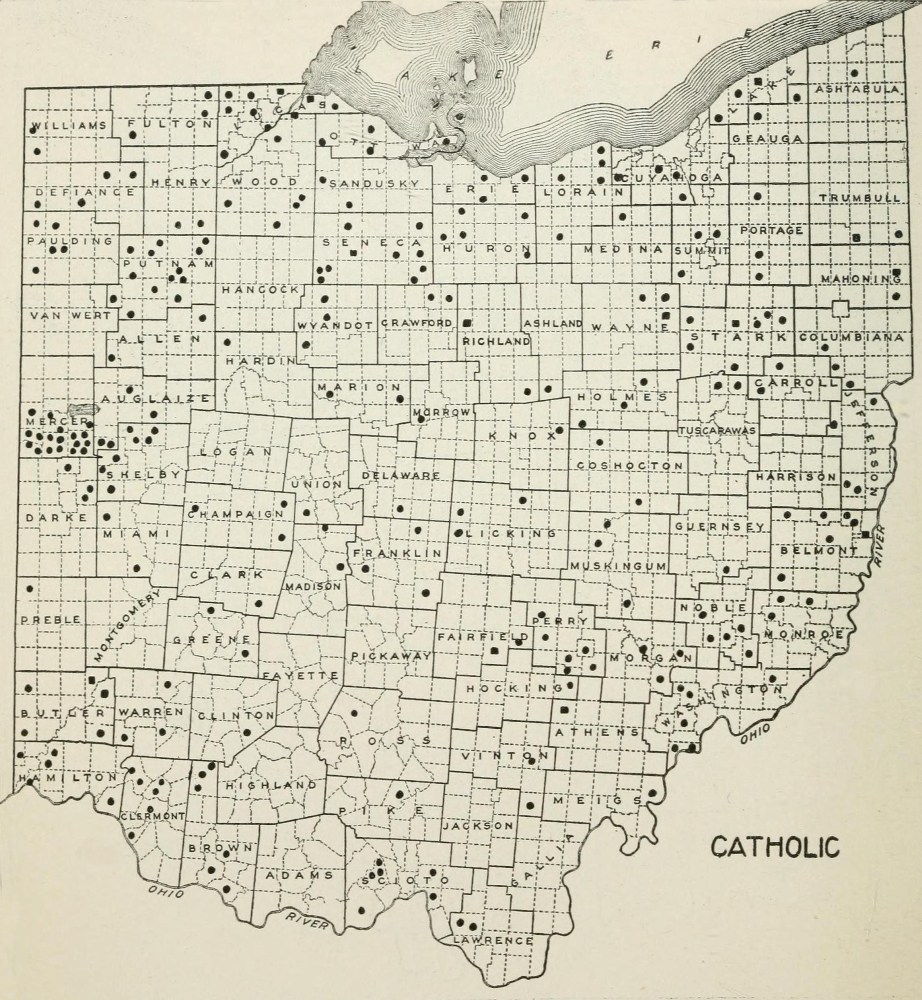 LAKE ERIE
WILLIAMS
FULTON
LUCAS
OTTAWA
LAKE
ASHTABULA
GEAUGA
DEFIANCE
HENRY
WOOD
SANDUSKY
ERIE
LORAIN
CUYAHOGA
TRUMBULL
PAULDING
PUTNAM
SENECA
HURON
MEDINA
SUMMIT
PORTAGE
MAHONING
VAN WERT
HANCOCK
ALLEN
WYANDOT
CRAWFORD
RICHLAND
ASHLAND
WAYNE
STARK
COLUMBIANA
HARDIN
MARION
MORROW
HOLMES
CARROLL
MERCER
AUGLAIZE
KNOX
TUSCARAWAS
JEFFERSON
LOGAN
UNION
DELAWARE
COSHOCTON
HARRISON
SHELBY
DARKE
MIAMI
CHAMPAIGN
LICKING
GUERNSEY
BELMONT
RIVER
CLARK
MADISON
FRANKLIN
MUSKINGUM
PREBLE
MONTGOMERY
GREENE
PERRY
NOBLE
MONROE
FAIRFIELD
PICKAWAY
MORGAN
FAYETTE
HOCKING
WASHINGTON
BUTLER
WARREN
CLINTON
ROSS
ATHENS
OHIO
VINTON
HAMILTON
HIGHLAND
PIKE
MEIGS
CLERMONT
JACKSON
BROWN
ADAMS
SCIOTO
GALLIA
CATHOLIC
OHIO
RIVER
LAWRENCE